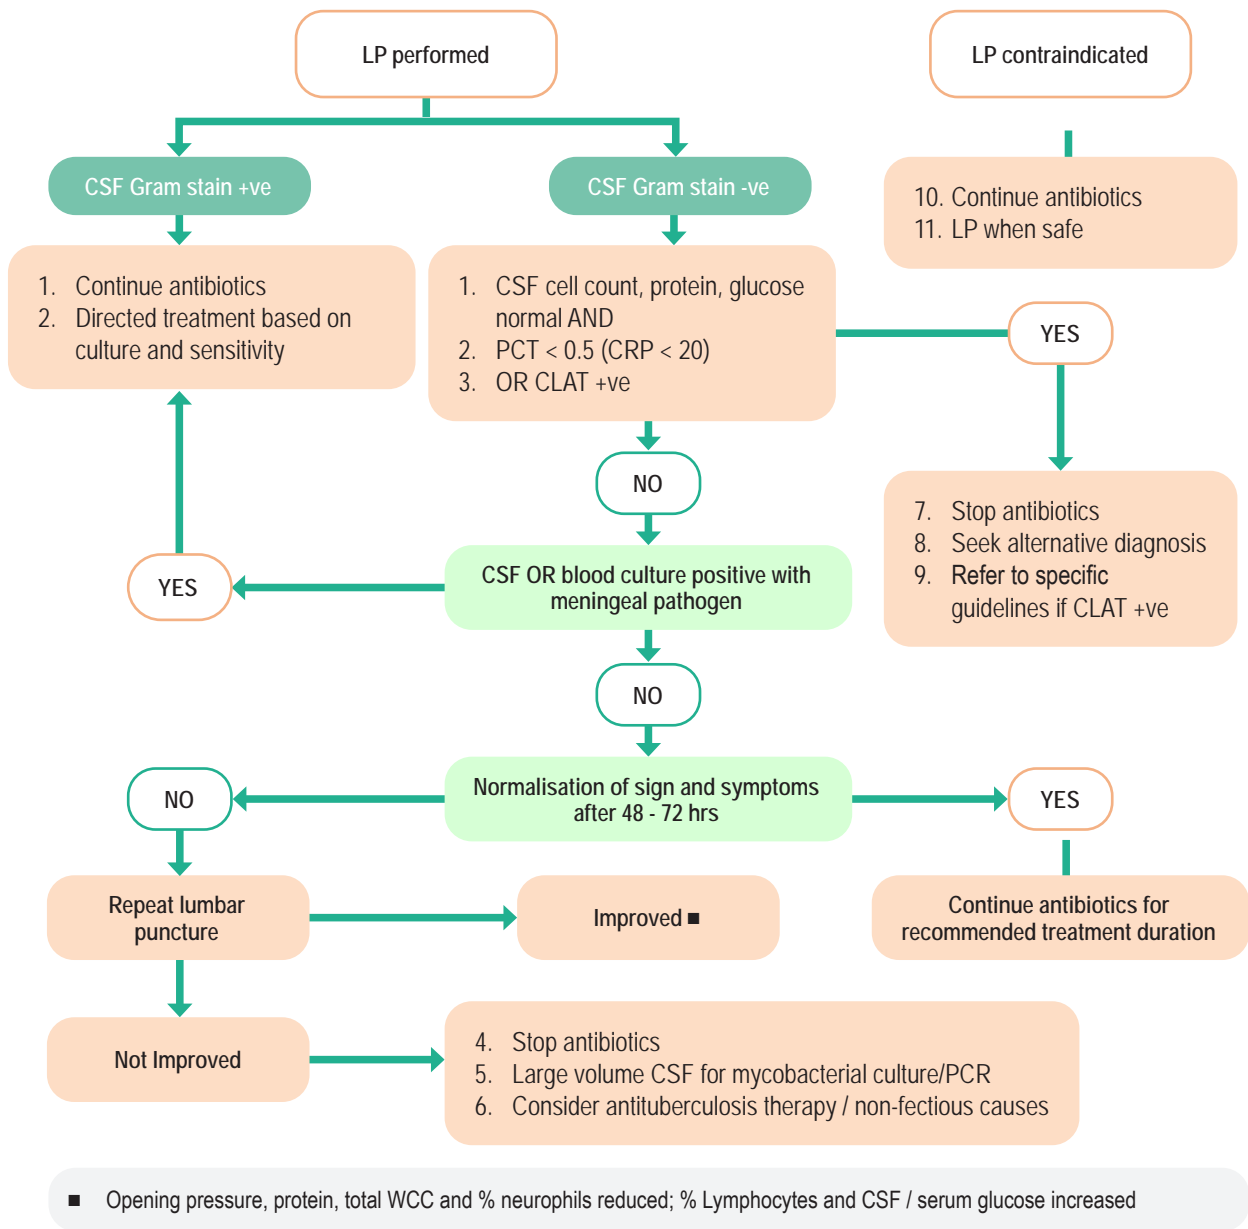 LP performed
LP contraindicated
CSF Gram stain +ve
CSF Gram stain -ve
10. Continue antibiotics
11. LP when safe
1. Continue antibiotics
2. Directed treatment based on
culture and sensitivity
1. CSF cell count, protein, glucose
normal AND
2. PCT < 0.5 (CRP < 20)
3. OR CLAT +ve
YES
NO
7. Stop antibiotics
8. Seek alternative diagnosis
9. Refer to specific
guidelines if CLAT +ve
YES
CSF OR blood culture positive with
meningeal pathogen
NO
NO
Normalisation of sign and symptoms
after 48 - 72 hrs
YES
Repeat lumbar
puncture
Improved ■
Continue antibiotics for
recommended treatment duration
Not Improved
4. Stop antibiotics
5. Large volume CSF for mycobacterial culture/PCR
6. Consider antituberculosis therapy / non-fectious causes
■ Opening pressure, protein, total WCC and % neurophils reduced; % Lymphocytes and CSF / serum glucose increased